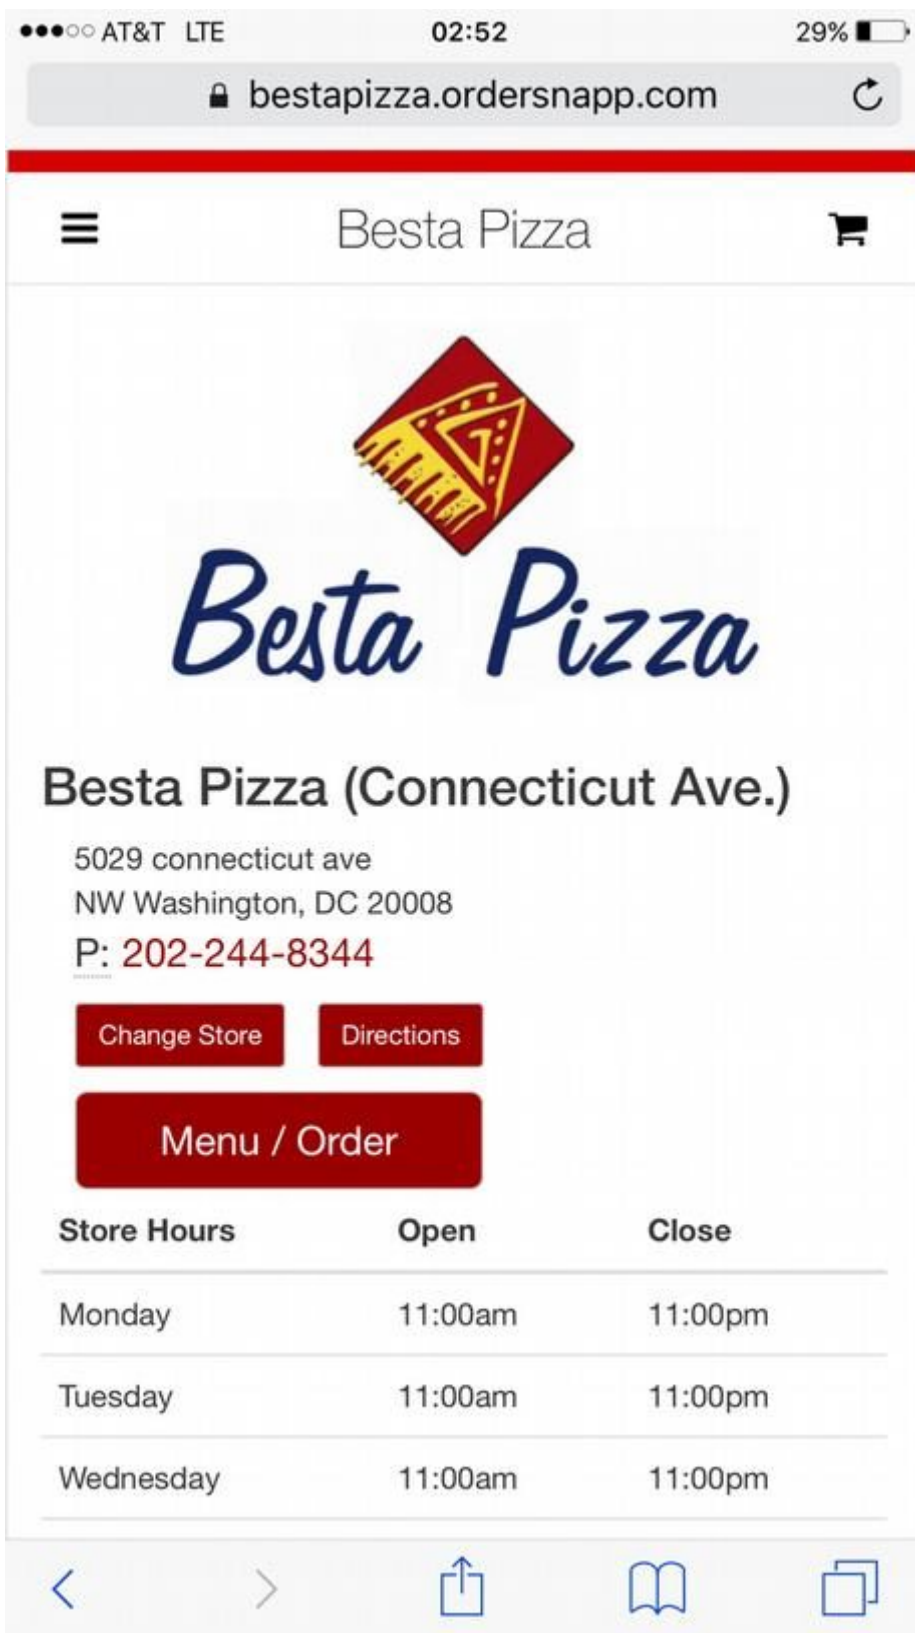 AT&T LTE 02:52 29%
bestapizza.ordersnapp.com
Besta Pizza
Besta Pizza
Besta Pizza (Connecticut Ave.)
5029 connecticut ave
NW Washington, DC 20008
P: 202-244-8344
Change Store Directions
Menu / Order
Store Hours Open Close
Monday 11:00am 11:00pm
Tuesday 11:00am 11:00pm
Wednesday 11:00am 11:00pm